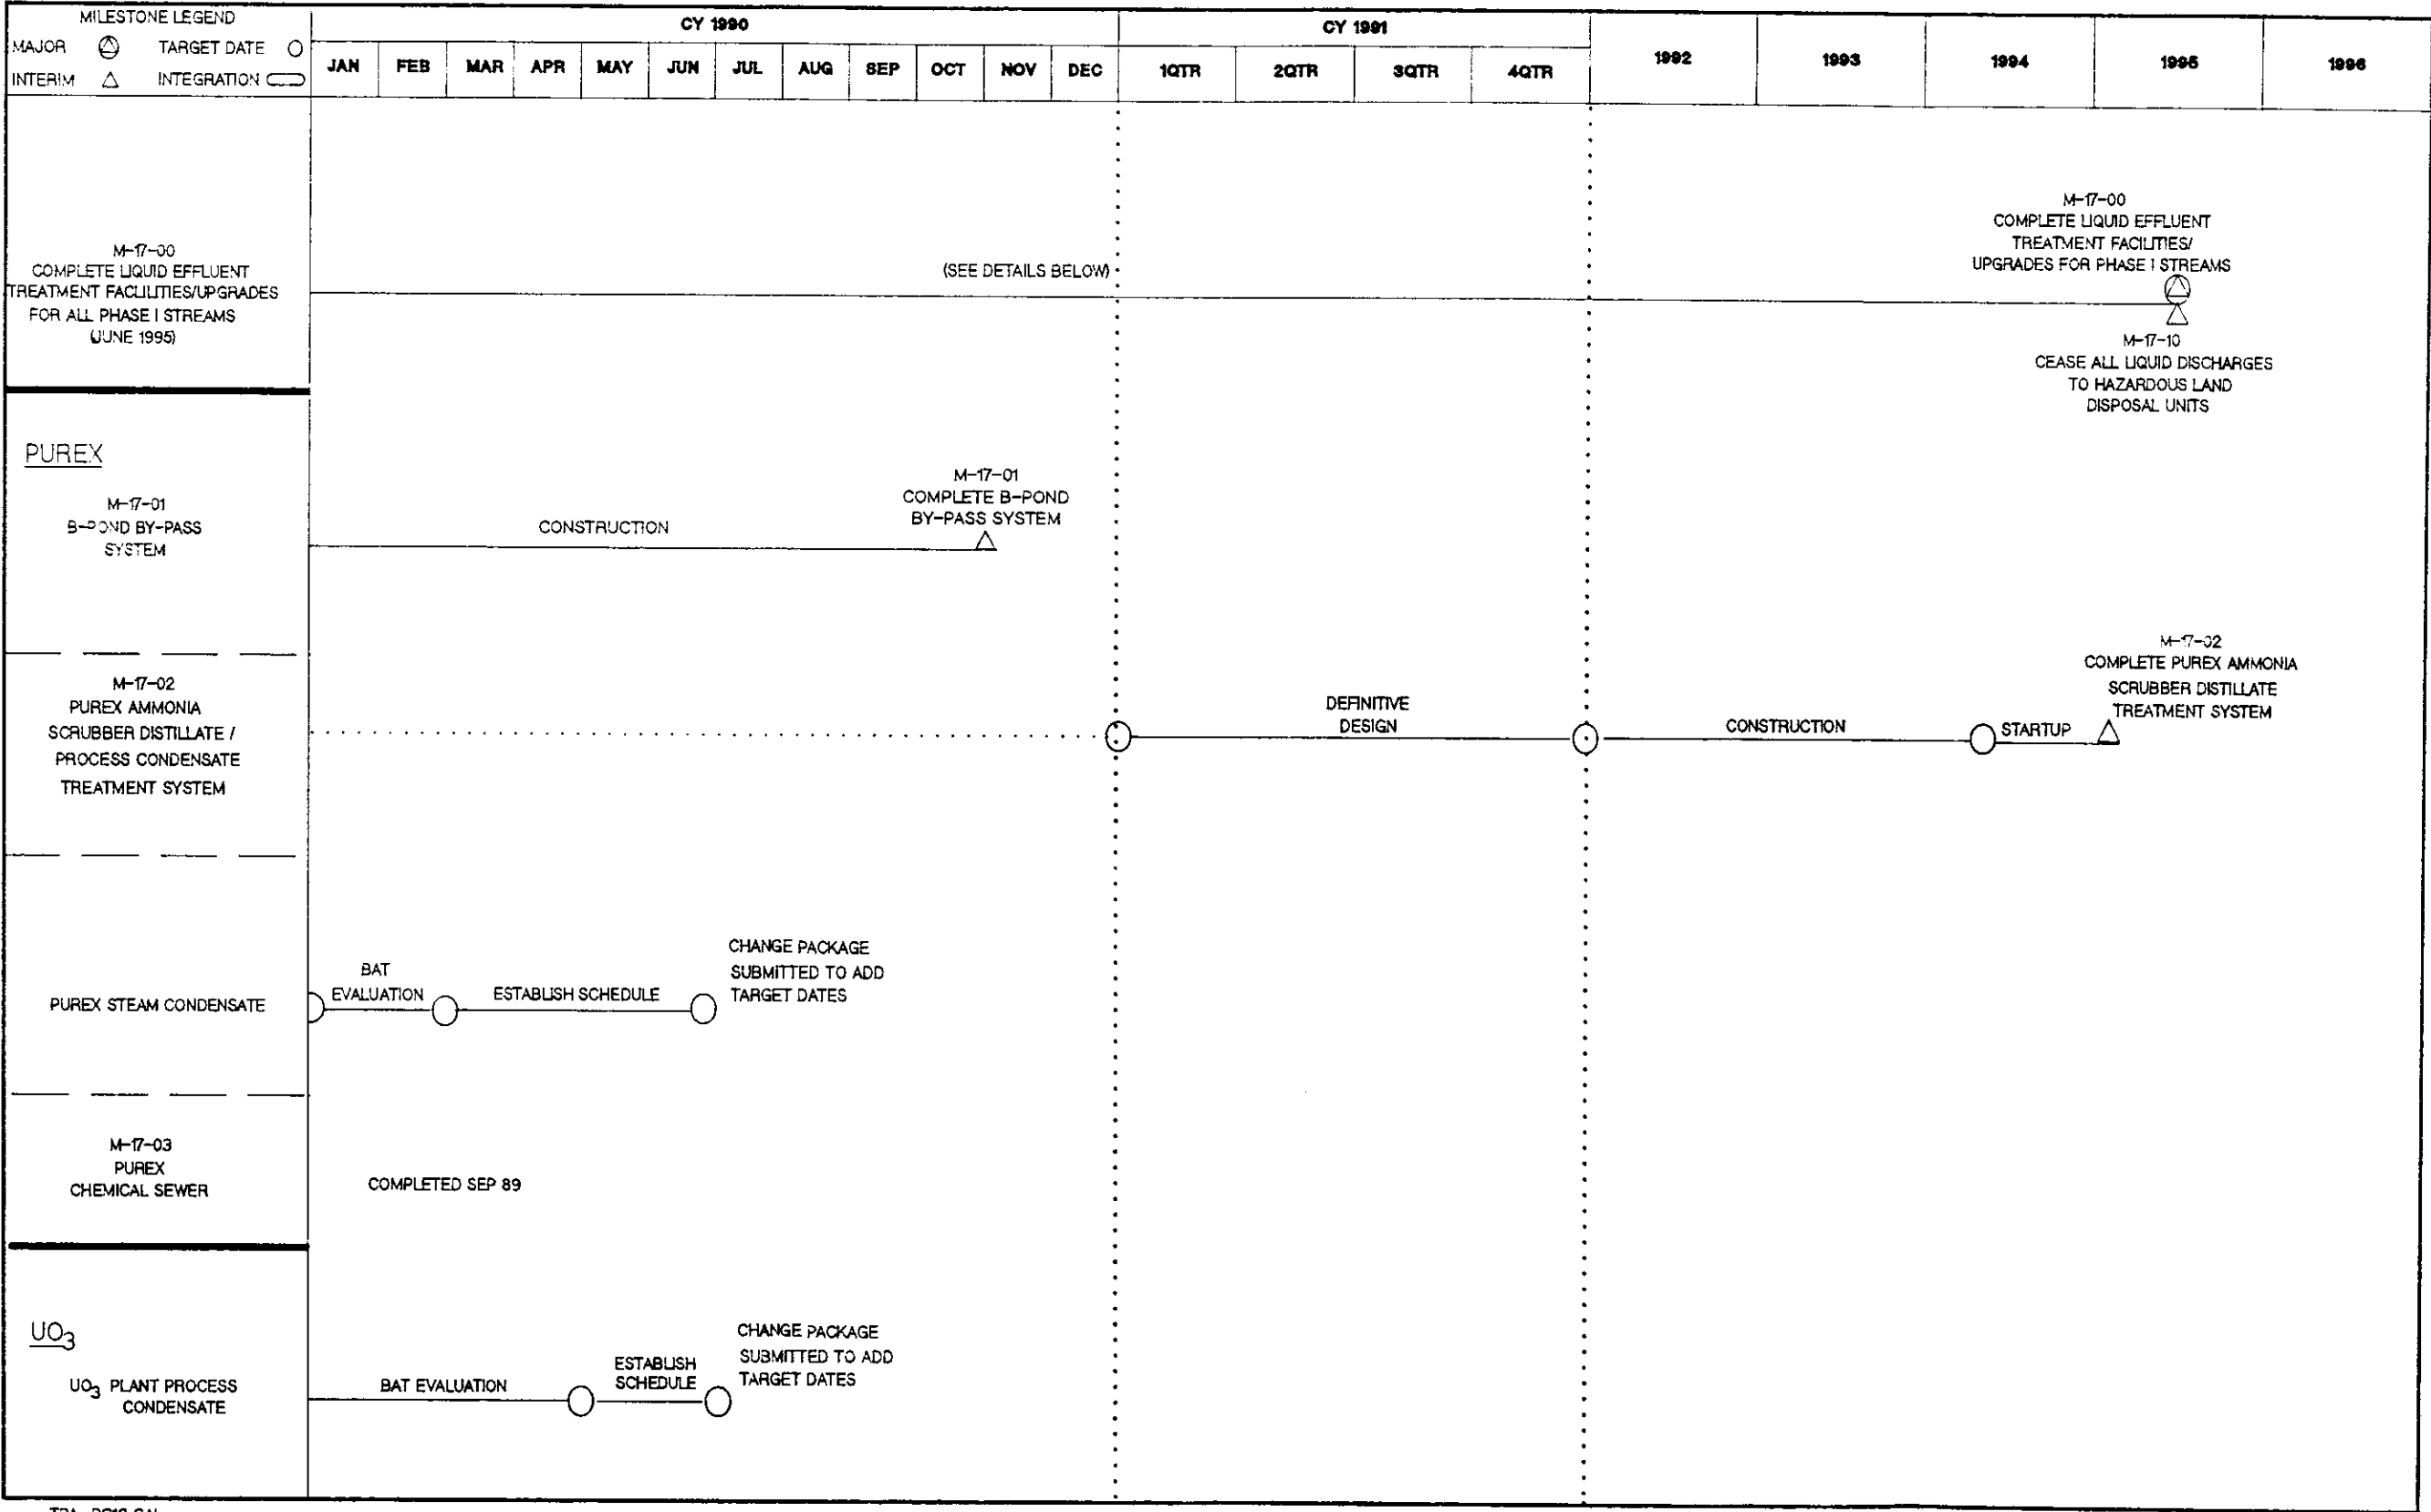 MILESTONE LEGEND
MAJOR TARGET DATE
INTERIM INTEGRATION
CY 1990
CY 1991
JAN FEB MAR APR MAY JUN JUL AUG SEP OCT NOV DEC 1QTR 2QTR 3QTR 4QTR 1992 1993 1994 1995 1996
M-17-00
COMPLETE LIQUID EFFLUENT
TREATMENT FACILITIES/UPGRADES
FOR ALL PHASE I STREAMS
(JUNE 1995)
(SEE DETAILS BELOW)
M-17-00
COMPLETE LIQUID EFFLUENT
TREATMENT FACILITIES/
UPGRADES FOR PHASE I STREAMS
M-17-10
CEASE ALL LIQUID DISCHARGES
TO HAZARDOUS LAND
DISPOSAL UNITS
PUREX
M-17-01
B-POND BY-PASS
SYSTEM
CONSTRUCTION
M-17-01
COMPLETE B-POND
BY-PASS SYSTEM
M-17-02
PUREX AMMONIA
SCRUBBER DISTILLATE /
PROCESS CONDENSATE
TREATMENT SYSTEM
DEFINITIVE
DESIGN
CONSTRUCTION
STARTUP
M-17-02
COMPLETE PUREX AMMONIA
SCRUBBER DISTILLATE
TREATMENT SYSTEM
PUREX STEAM CONDENSATE
BAT
EVALUATION
ESTABLISH SCHEDULE
CHANGE PACKAGE
SUBMITTED TO ADD
TARGET DATES
M-17-03
PUREX
CHEMICAL SEWER
COMPLETED SEP 89
UO3
UO3 PLANT PROCESS
CONDENSATE
BAT EVALUATION
ESTABLISH
SCHEDULE
CHANGE PACKAGE
SUBMITTED TO ADD
TARGET DATES